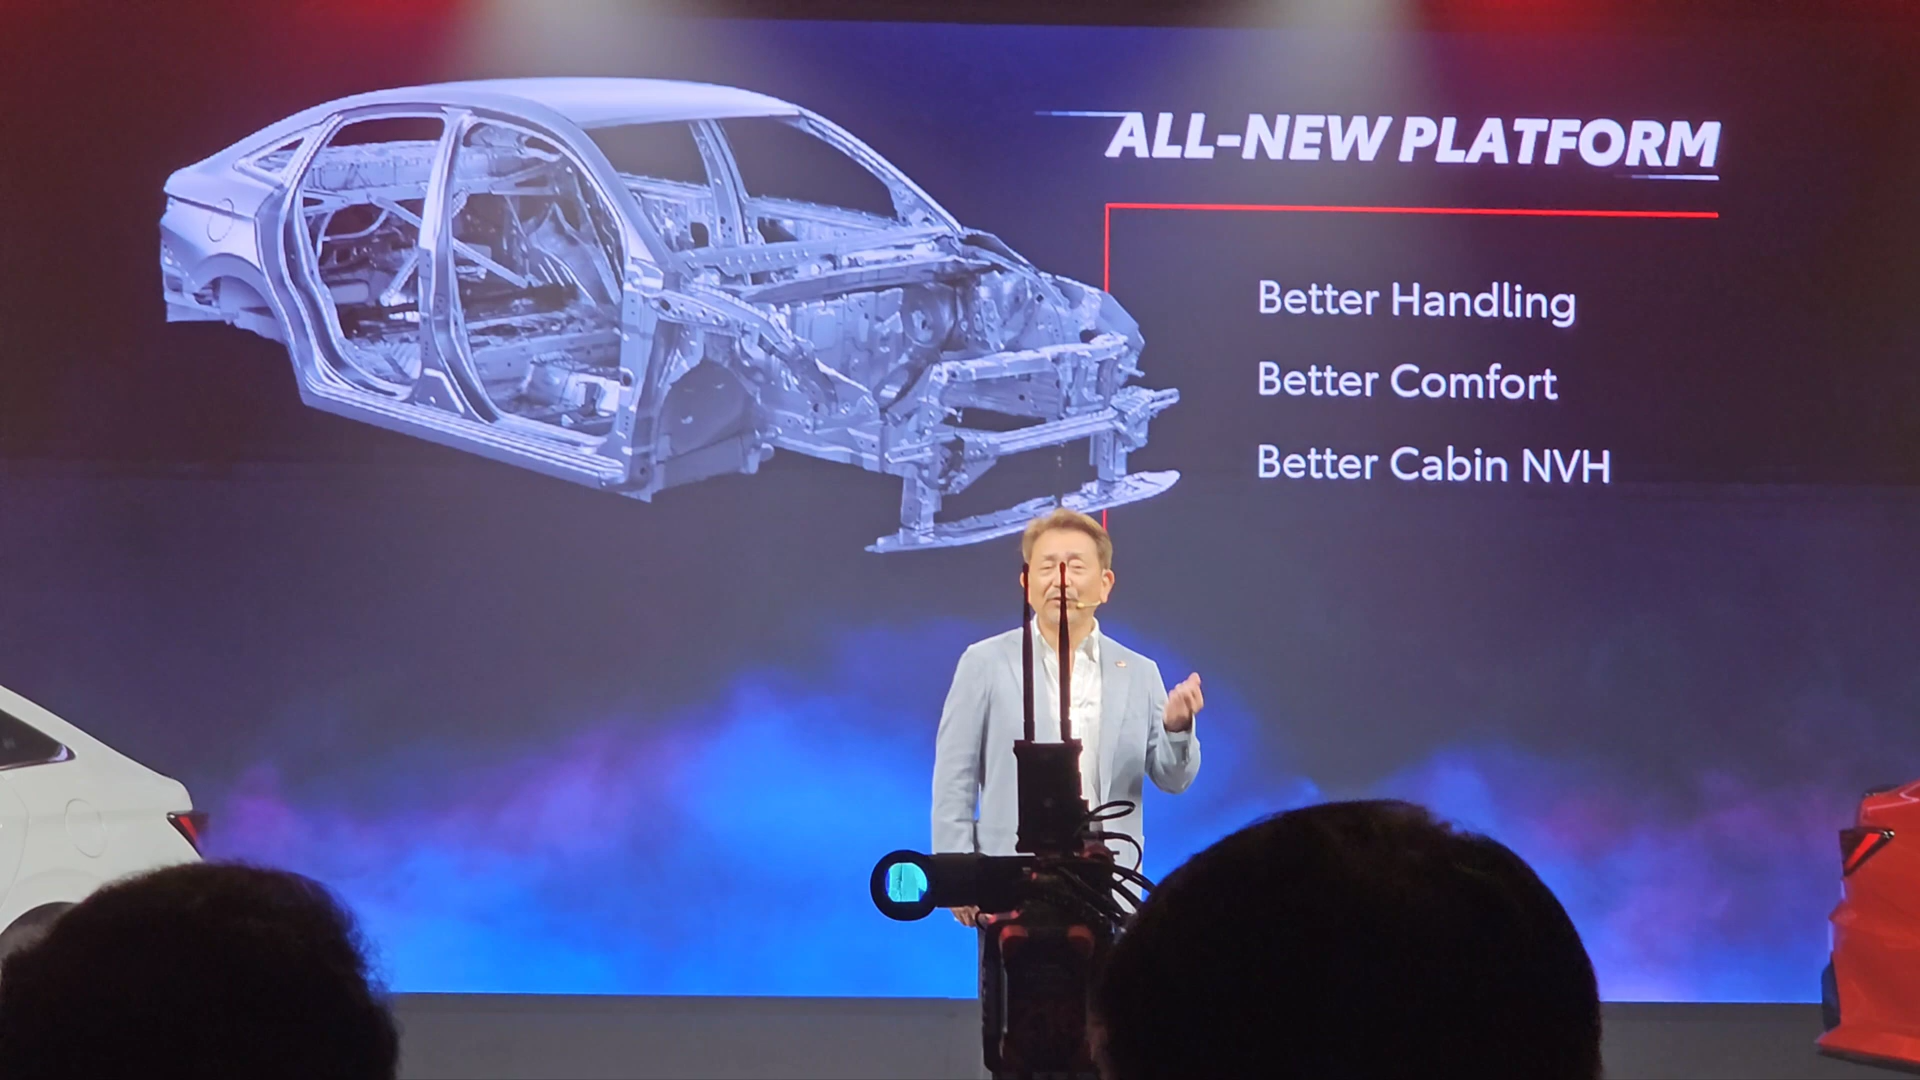 ALL-NEW PLATFORM
Better Handling
Better Comfort
Better Cabin NVH